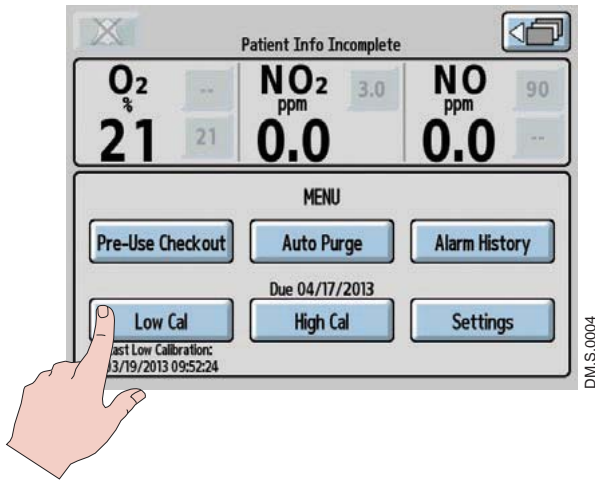 Patient Info Incomplete
O2 % 21 -- 21
NO2 ppm 0.0 3.0
NO ppm 0.0 90 --
MENU
Pre-Use Checkout Auto Purge Alarm History
Due 04/17/2013
Low Cal High Cal Settings
Last Low Calibration:
03/19/2013 09:52:24
DM.S.0004